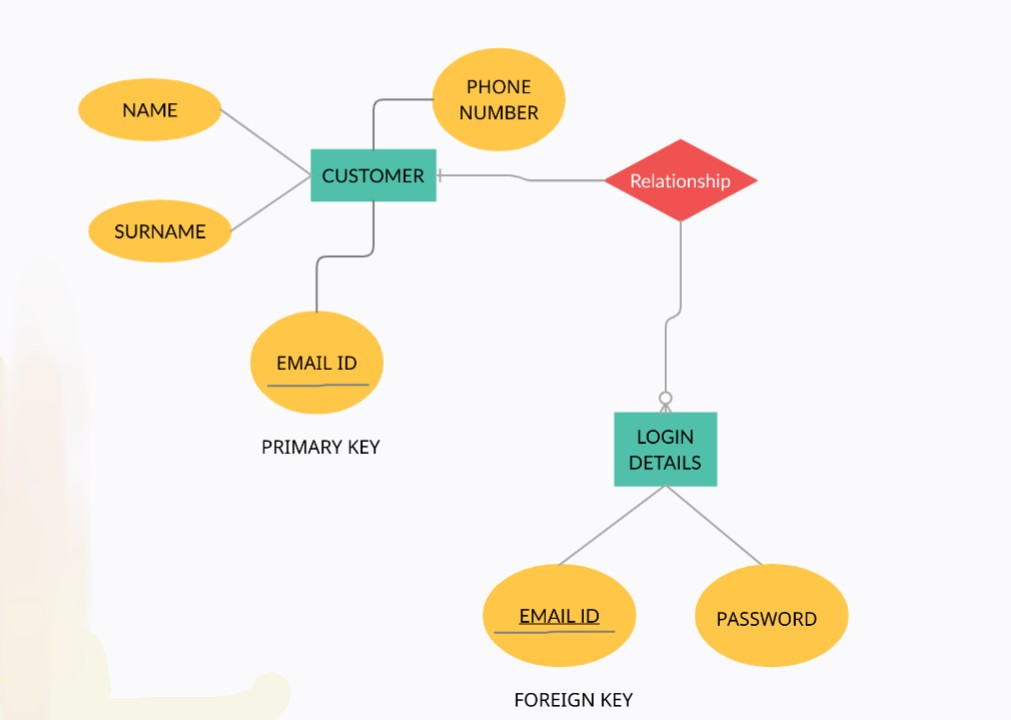 PHONE
NUMBER
NAME
CUSTOMER
Relationship
SURNAME
EMAIL ID
PRIMARY KEY
LOGIN
DETAILS
EMAIL ID
PASSWORD
FOREIGN KEY